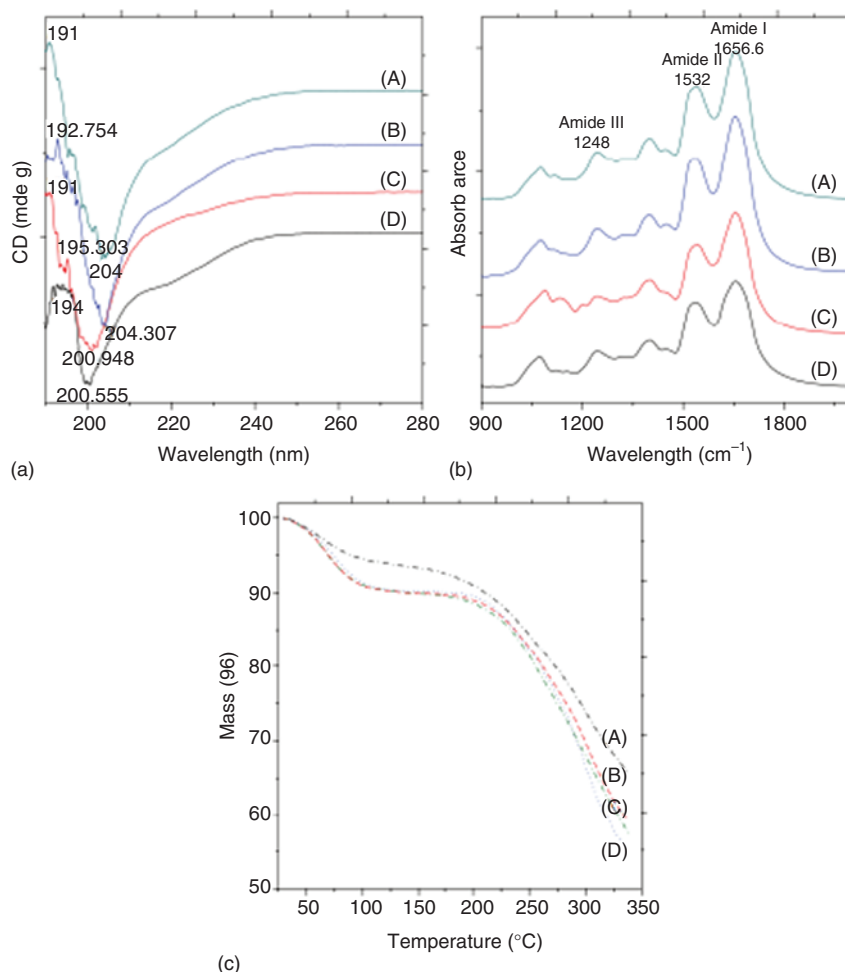 191
(A)
192.754
(B)
191
(C)
195.303
204
(D)
194
204.307
200.948
200.555
CD (mde g)
200 220 240 260 280
Wavelength (nm)
(a)
Amide I
1656.6
Amide II
1532
Amide III
1248
(A)
(B)
(C)
(D)
Absorb arce
900 1200 1500 1800
Wavelength (cm⁻¹)
(b)
100
90
80
70
60
50
Mass (96)
(A)
(B)
(C)
(D)
50 100 150 200 250 300 350
Temperature (°C)
(c)